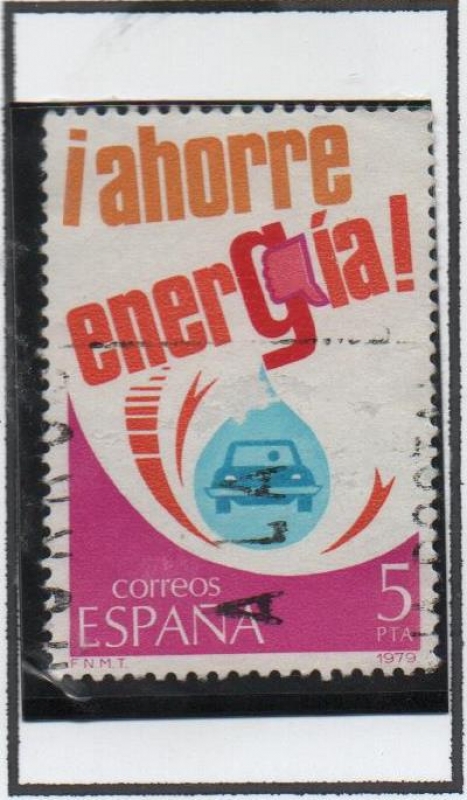 ¡ahorre
energía!
correos
ESPAÑA
5
PTA
F.N.M.T.
1979